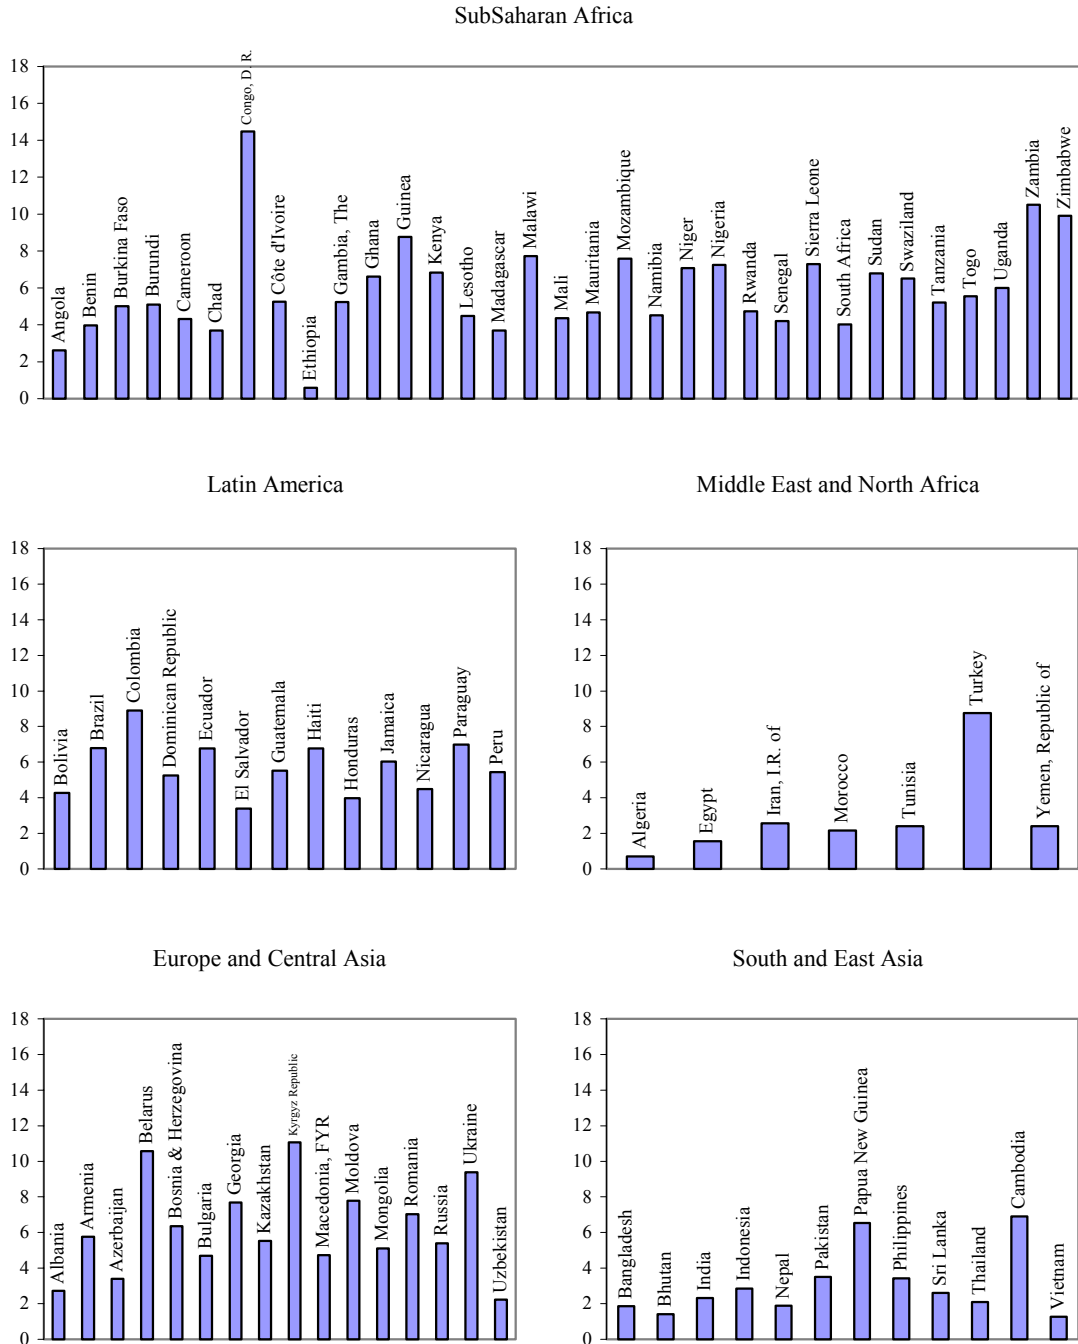 SubSaharan Africa
18
16
14
12
10
8
6
4
2
0
Angola
Benin
Burkina Faso
Burundi
Cameroon
Chad
Congo, D. R.
Côte d'Ivoire
Ethiopia
Gambia, The
Ghana
Guinea
Kenya
Lesotho
Madagascar
Malawi
Mali
Mauritania
Mozambique
Namibia
Niger
Nigeria
Rwanda
Senegal
Sierra Leone
South Africa
Sudan
Swaziland
Tanzania
Togo
Uganda
Zambia
Zimbabwe
Latin America
18
16
14
12
10
8
6
4
2
0
Bolivia
Brazil
Colombia
Dominican Republic
Ecuador
El Salvador
Guatemala
Haiti
Honduras
Jamaica
Nicaragua
Paraguay
Peru
Middle East and North Africa
18
16
14
12
10
8
6
4
2
0
Algeria
Egypt
Iran, I.R. of
Morocco
Tunisia
Turkey
Yemen, Republic of
Europe and Central Asia
18
16
14
12
10
8
6
4
2
0
Albania
Armenia
Azerbaijan
Belarus
Bosnia & Herzegovina
Bulgaria
Georgia
Kazakhstan
Kyrgyz Republic
Macedonia, FYR
Moldova
Mongolia
Romania
Russia
Ukraine
Uzbekistan
South and East Asia
18
16
14
12
10
8
6
4
2
0
Bangladesh
Bhutan
India
Indonesia
Nepal
Pakistan
Papua New Guinea
Philippines
Sri Lanka
Thailand
Cambodia
Vietnam